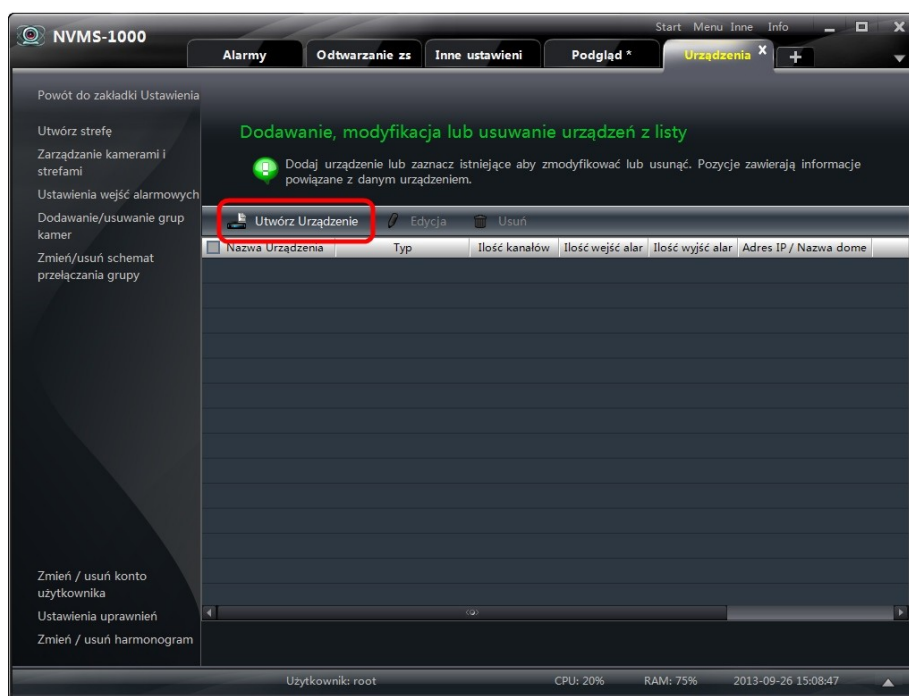 NVMS-1000
Start Menu Inne Info
Alarmy
Odtwarzanie zs
Inne ustawieni
Podgląd *
Urządzenia x
+
Powót do zakładki Ustawienia
Utwórz strefę
Zarządzanie kamerami i
strefami
Ustawienia wejść alarmowych
Dodawanie/usuwanie grup
kamer
Zmień/usuń schemat
przełączania grupy
Zmień / usuń konto
użytkownika
Ustawienia uprawnień
Zmień / usuń harmonogram
Dodawanie, modyfikacja lub usuwanie urządzeń z listy
Dodaj urządzenie lub zaznacz istniejące aby zmodyfikować lub usunąć. Pozycje zawierają informacje
powiązane z danym urządzeniem.
Utwórz Urządzenie
Edycja
Usuń
Nazwa Urządzenia
Typ
Ilość kanałów
Ilość wejść alar
Ilość wyjść alar
Adres IP / Nazwa dome
Użytkownik: root
CPU: 20%
RAM: 75%
2013-09-26 15:08:47